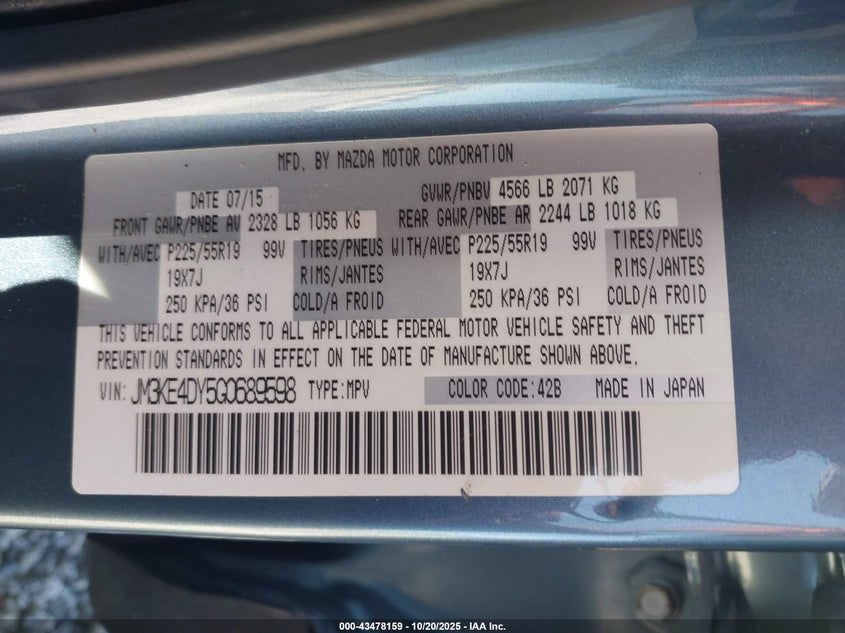 MFD. BY MAZDA MOTOR CORPORATION
DATE 07/15 GVWR/PNBV 4566 LB 2071 KG
FRONT GAWR/PNBE AV 2328 LB 1056 KG REAR GAWR/PNBE AR 2244 LB 1018 KG
WITH/AVEC P225/55R19 99V TIRES/PNEUS WITH/AVEC P225/55R19 99V TIRES/PNEUS
19X7J RIMS/JANTES 19X7J RIMS/JANTES
250 KPA/36 PSI COLD/A FROID 250 KPA/36 PSI COLD/A FROID
THIS VEHICLE CONFORMS TO ALL APPLICABLE FEDERAL MOTOR VEHICLE SAFETY AND THEFT
PREVENTION STANDARDS IN EFFECT ON THE DATE OF MANUFACTURE SHOWN ABOVE.
VIN: JM3KE4DY5G0689598 TYPE:MPV COLOR CODE:42B MADE IN JAPAN
000-43478159 - 10/20/2025 - IAA Inc.